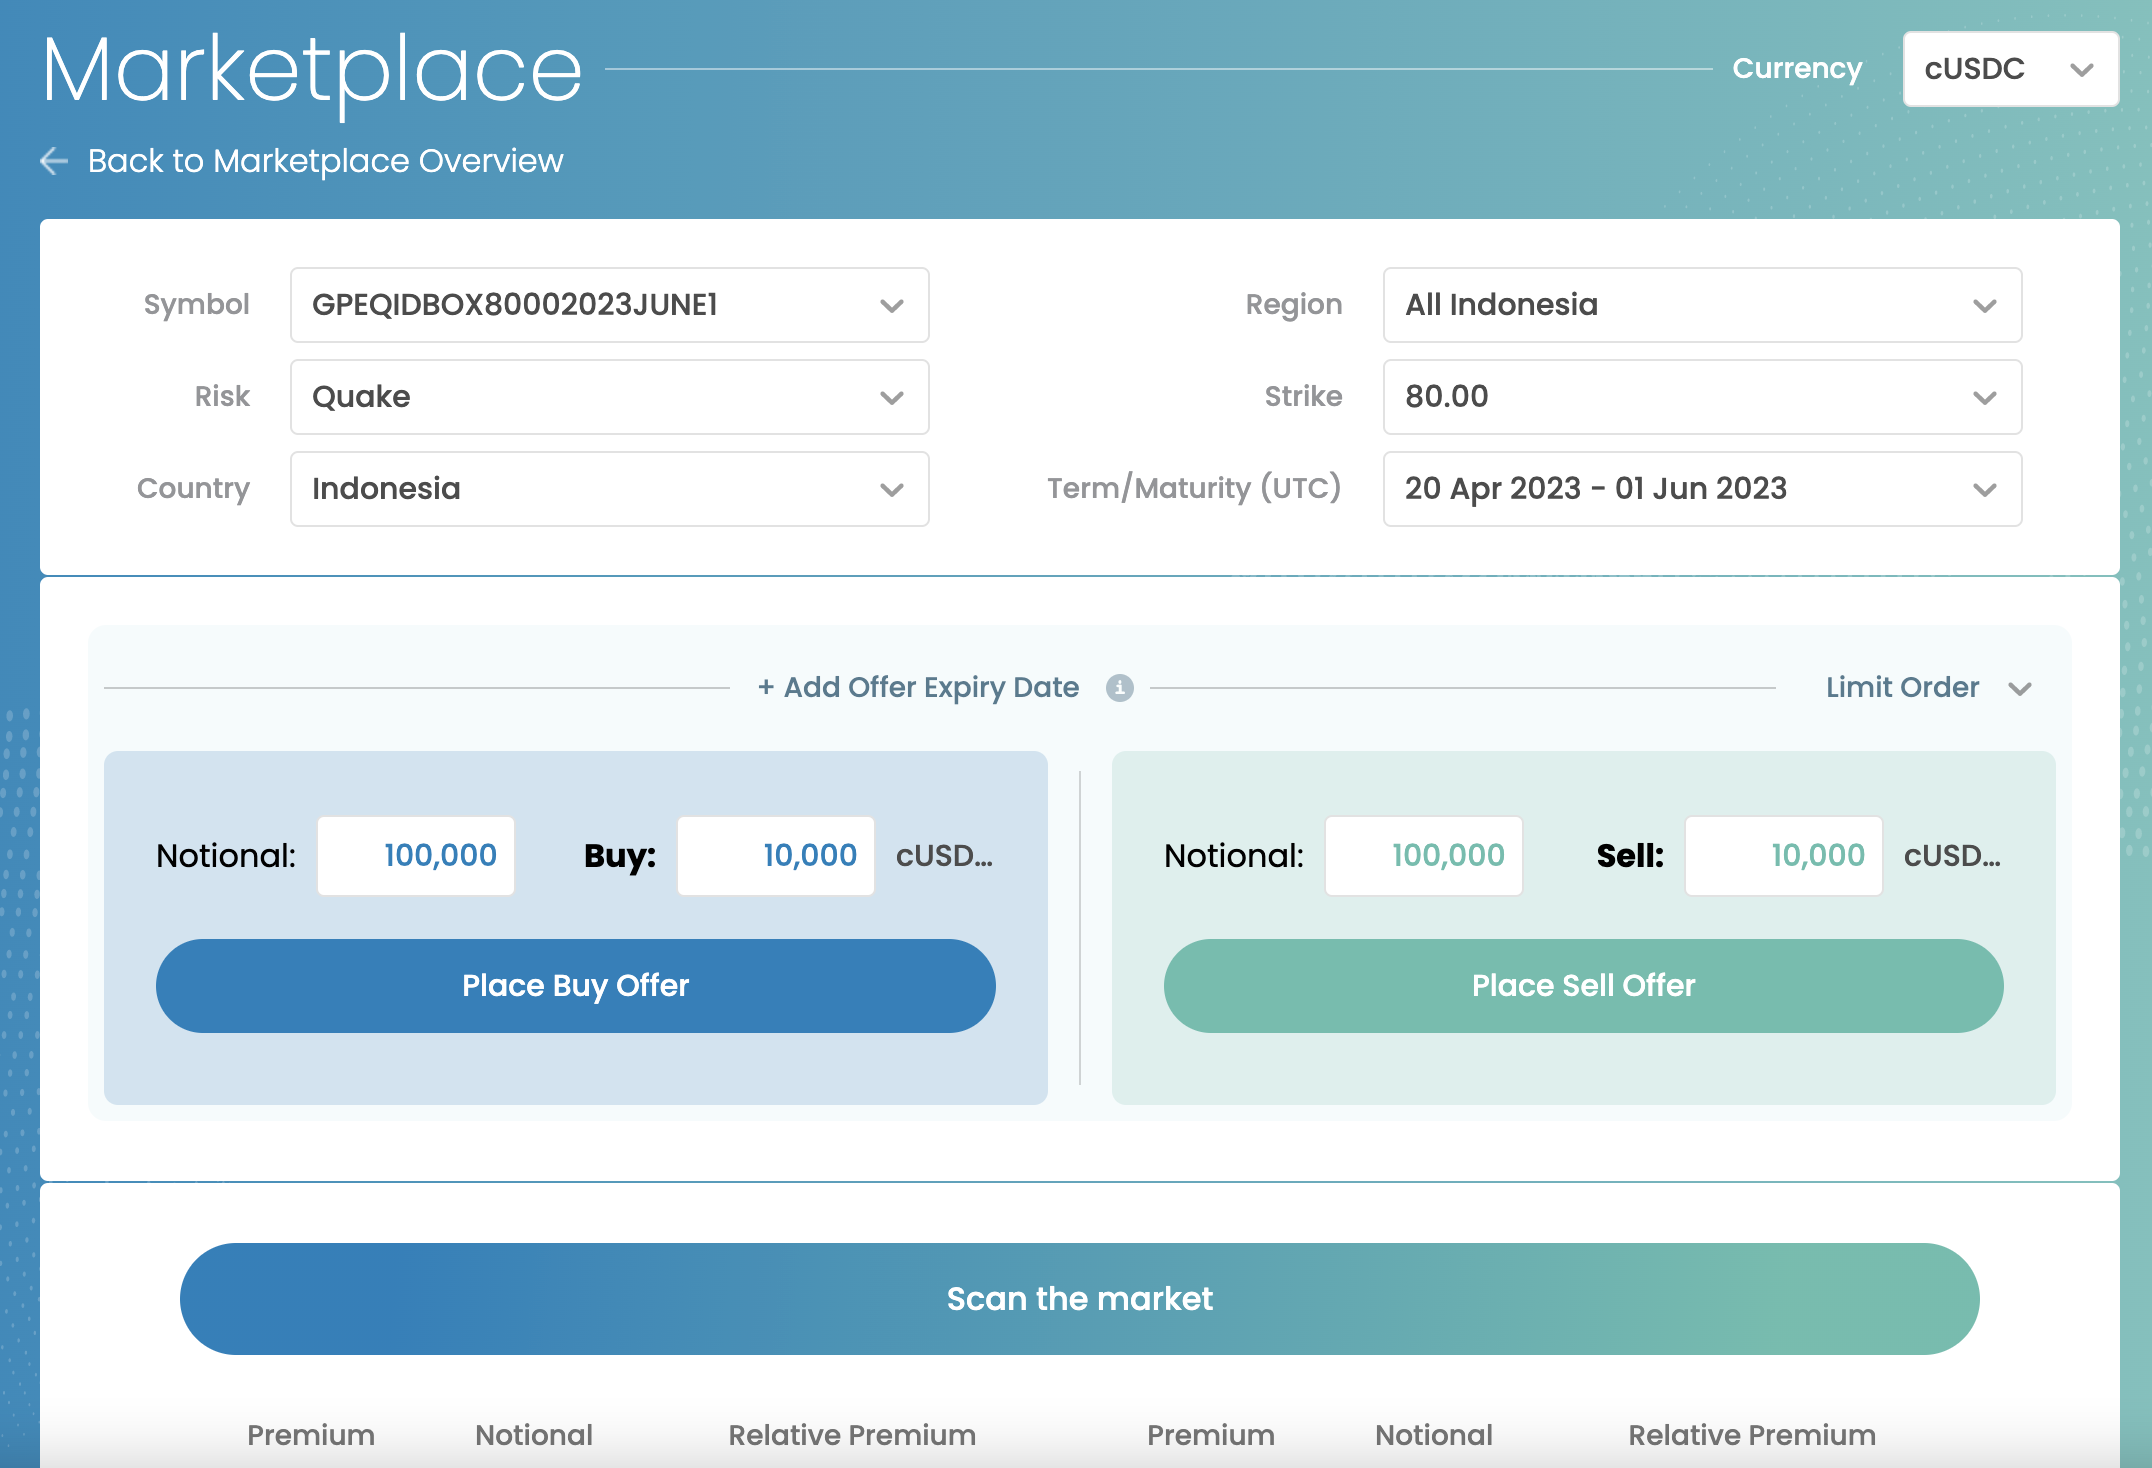 Marketplace
Currency cUSDC
Back to Marketplace Overview
Symbol GPEQIDBOX80002023JUNE1 Region All Indonesia
Risk Quake Strike 80.00
Country Indonesia Term/Maturity (UTC) 20 Apr 2023 - 01 Jun 2023
+ Add Offer Expiry Date i Limit Order
Notional: 100,000 Buy: 10,000 cUSD... Notional: 100,000 Sell: 10,000 cUSD...
Place Buy Offer Place Sell Offer
Scan the market
Premium Notional Relative Premium Premium Notional Relative Premium